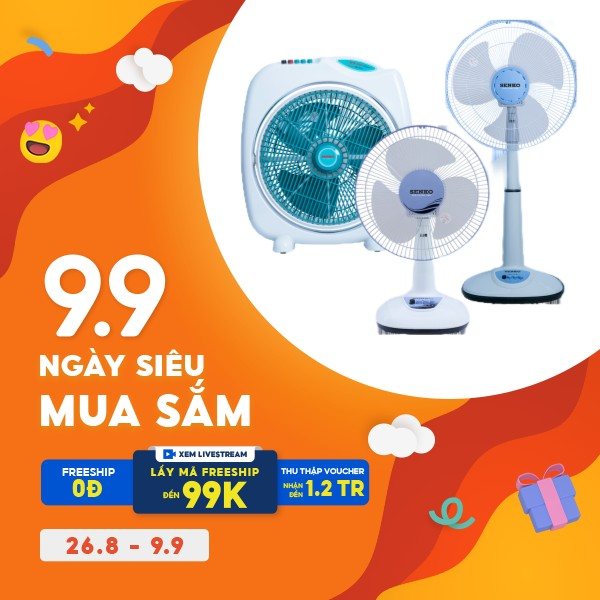 SENKO
SENKO
9.9
NGÀY SIÊU
MUA SẮM
XEM LIVESTREAM
FREESHIP
0Đ
LẤY MÃ FREESHIP
ĐẾN 99K
THU THẬP VOUCHER
NHẬN ĐẾN 1.2 TR
26.8 - 9.9